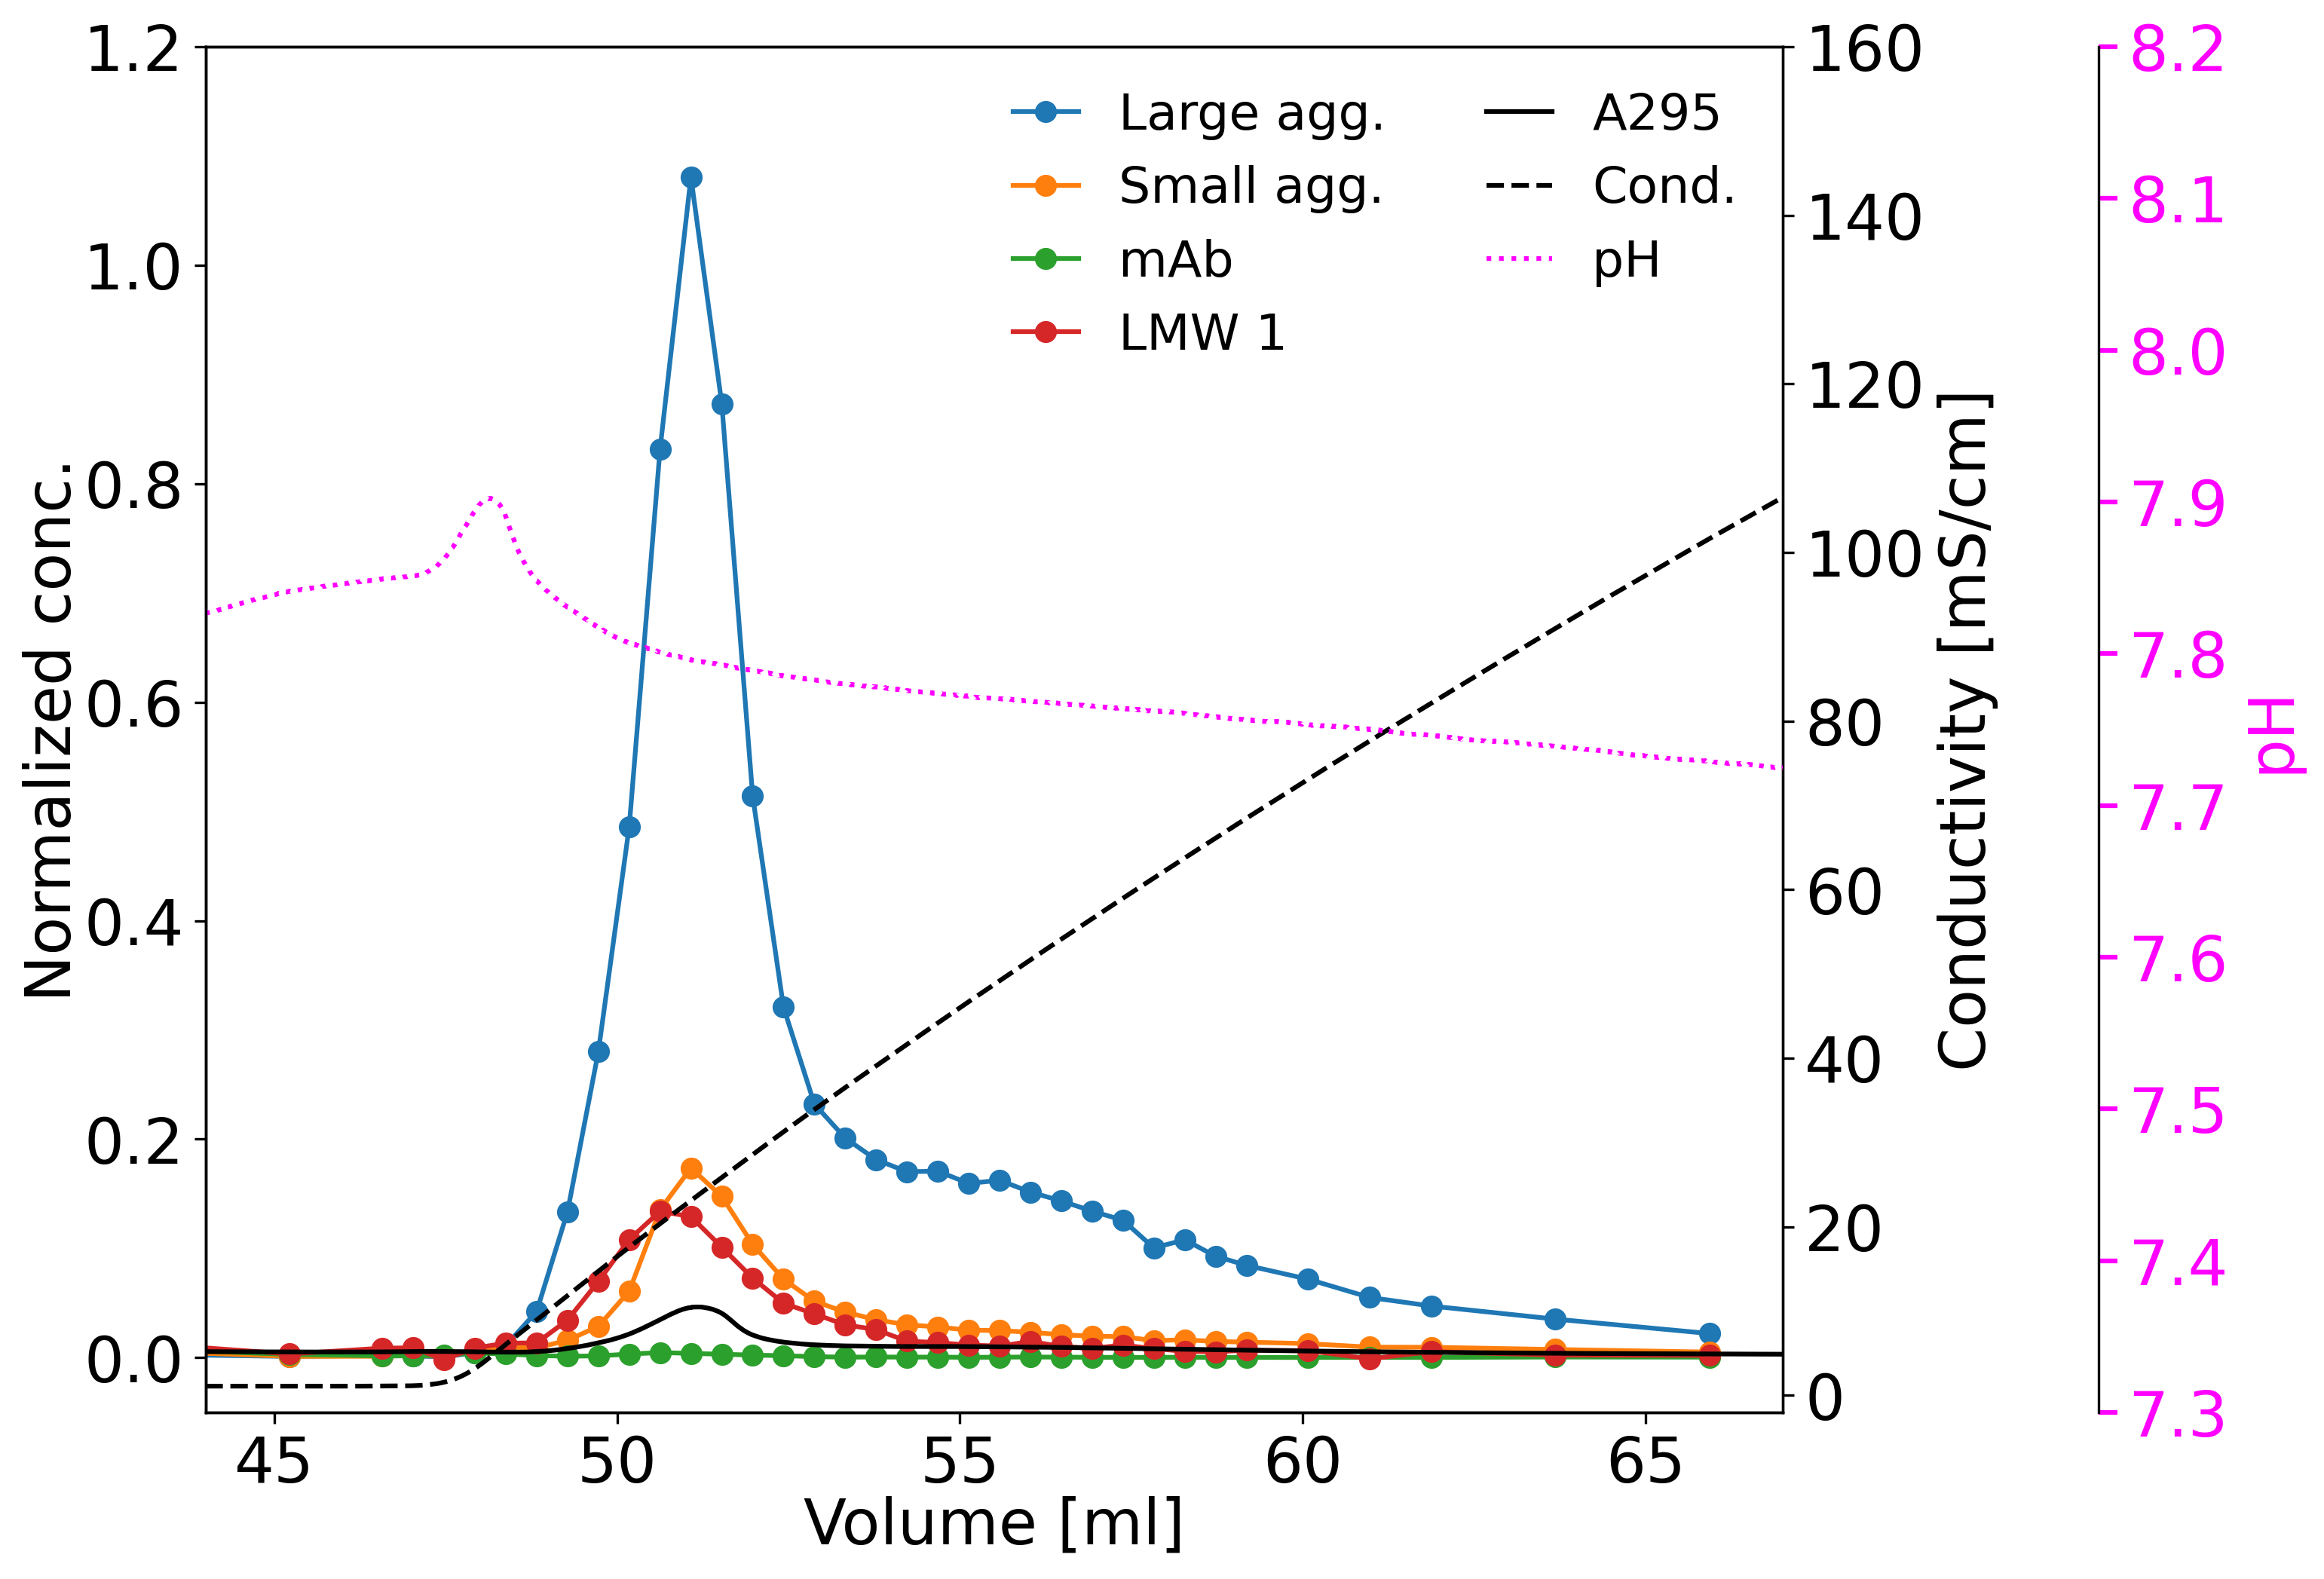 Normalized conc.
1.2
1.0
0.8
0.6
0.4
0.2
0.0
Large agg.
Small agg.
mAb
LMW 1
A295
Cond.
pH
45
50
55
60
65
Volume [ml]
160
140
120
100
80
60
40
20
0
Conductivity [mS/cm]
8.2
8.1
8.0
7.9
7.8
7.7
7.6
7.5
7.4
7.3
pH